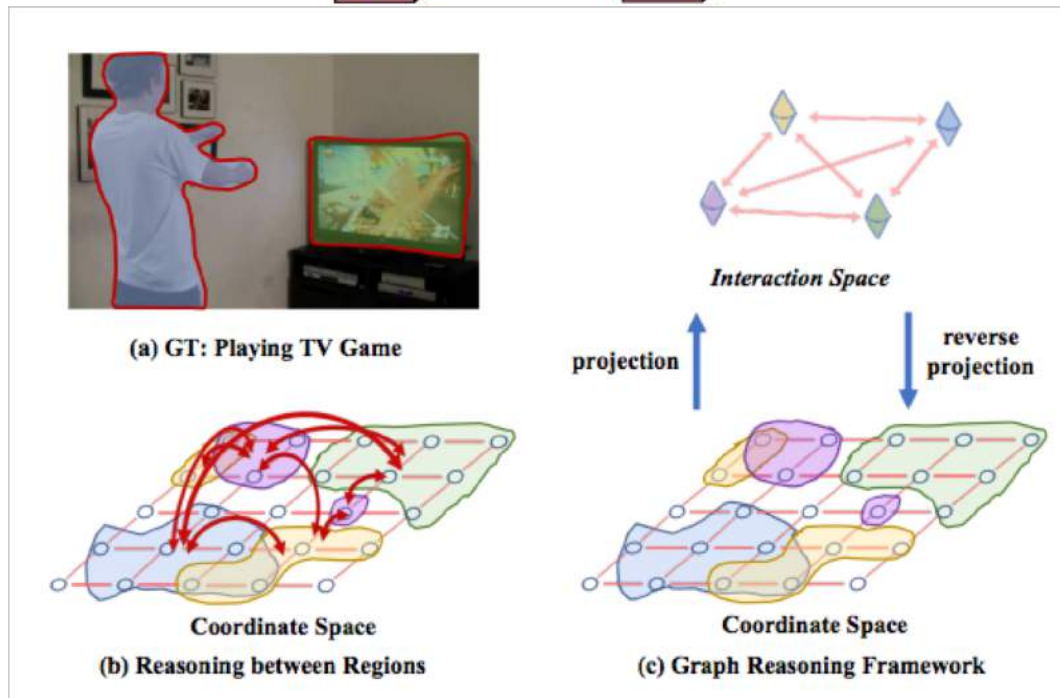 (a) GT: Playing TV Game
Interaction Space
projection
reverse
projection
Coordinate Space
(b) Reasoning between Regions
Coordinate Space
(c) Graph Reasoning Framework